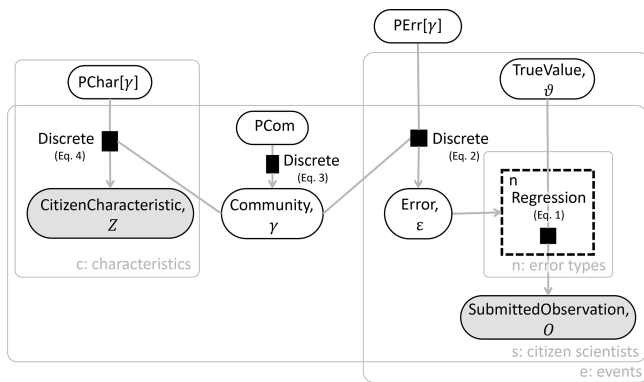 PErr[γ]
PChar[γ]
TrueValue,
ϑ
PCom
Discrete
(Eq. 4)
Discrete
(Eq. 3)
Discrete
(Eq. 2)
n
Regression
(Eq. 1)
CitizenCharacteristic,
Z
Community,
γ
Error,
ε
c: characteristics
n: error types
SubmittedObservation,
O
s: citizen scientists
e: events